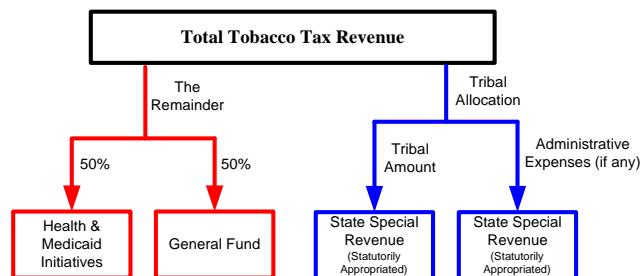 Total Tobacco Tax Revenue
The
Remainder
Tribal
Allocation
50%
50%
Tribal
Amount
Administrative
Expenses (if any)
Health &
Medicaid
Initiatives
General Fund
State Special
Revenue
(Statutorily
Appropriated)
State Special
Revenue
(Statutorily
Appropriated)